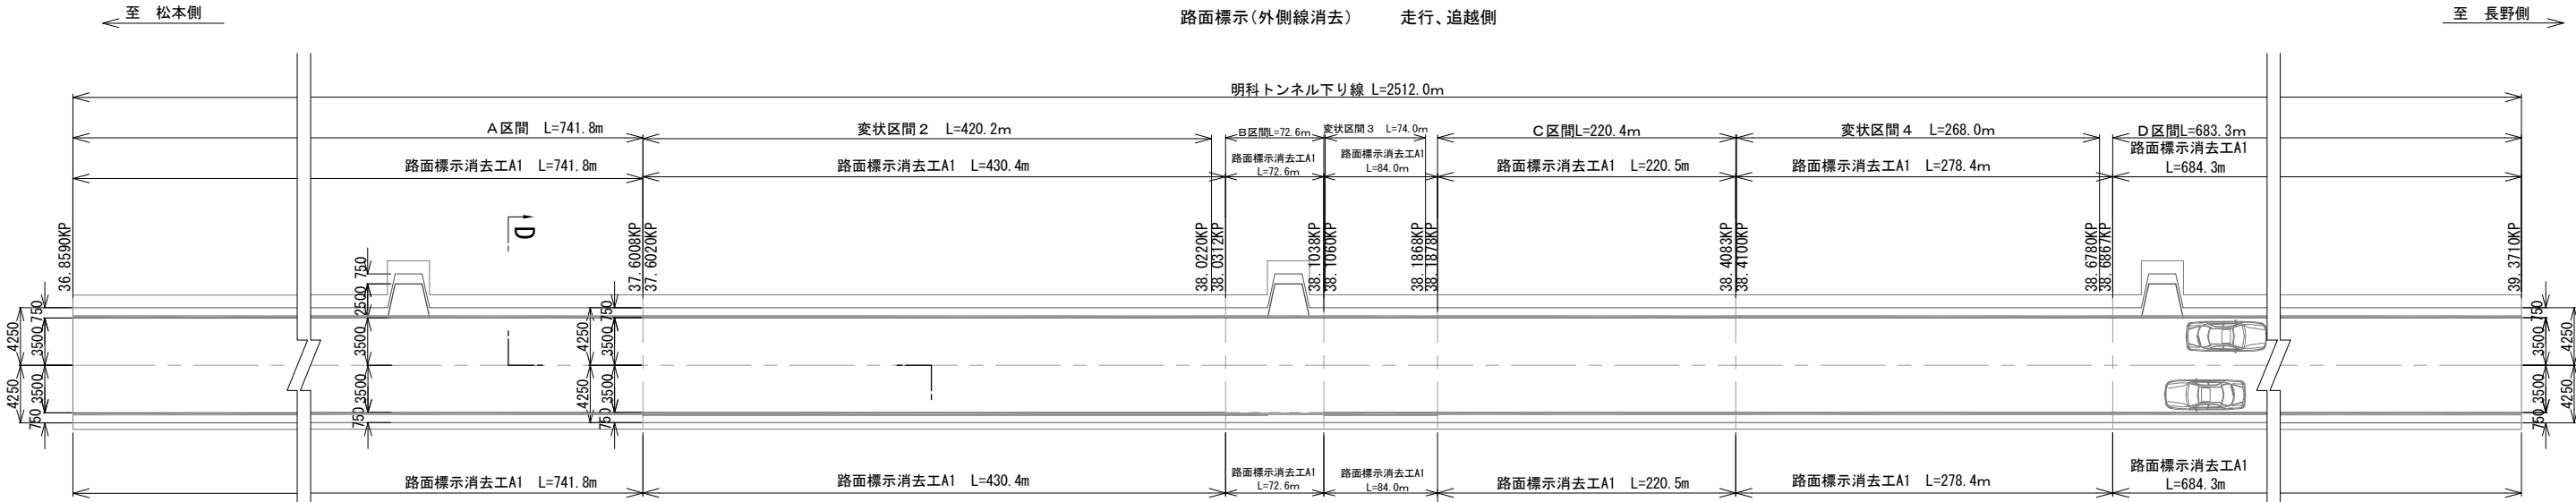 至 松本側
路面標示(外側線消去) 走行、追越側
至 長野側
明科トンネル下り線 L=2512.0m
A区間 L=741.8m
変状区間2 L=420.2m
B区間L=72.6m
変状区間3 L=74.0m
C区間L=220.4m
変状区間4 L=268.0m
D区間L=683.3m
路面標示消去工A1 L=741.8m
路面標示消去工A1 L=430.4m
路面標示消去工A1
L=72.6m
路面標示消去工A1
L=84.0m
路面標示消去工A1 L=220.5m
路面標示消去工A1 L=278.4m
路面標示消去工A1
L=684.3m
36.8590KP
37.6008KP
37.6020KP
38.0220KP
38.0312KP
38.1038KP
38.1060KP
38.1868KP
38.1878KP
38.4083KP
38.4100KP
38.6780KP
38.6867KP
39.3710KP
D
4250
4250
750
3500
3500
750
750
2500
3500
3500
750
4250
4250
750
3500
3500
750
750
3500
3500
750
4250
4250
路面標示消去工A1 L=741.8m
路面標示消去工A1 L=430.4m
路面標示消去工A1
L=72.6m
路面標示消去工A1
L=84.0m
路面標示消去工A1 L=220.5m
路面標示消去工A1 L=278.4m
路面標示消去工A1
L=684.3m